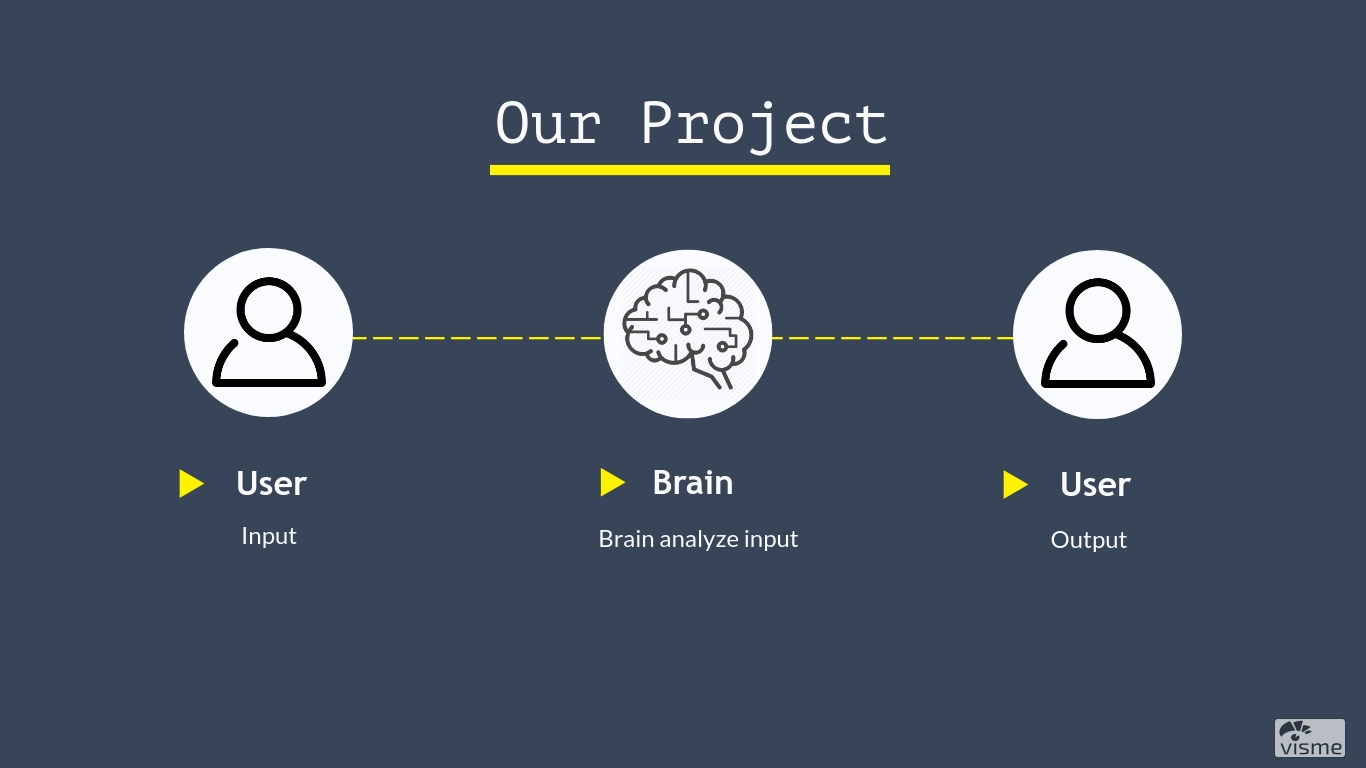 Our Project
User
Input
Brain
Brain analyze input
User
Output
visme